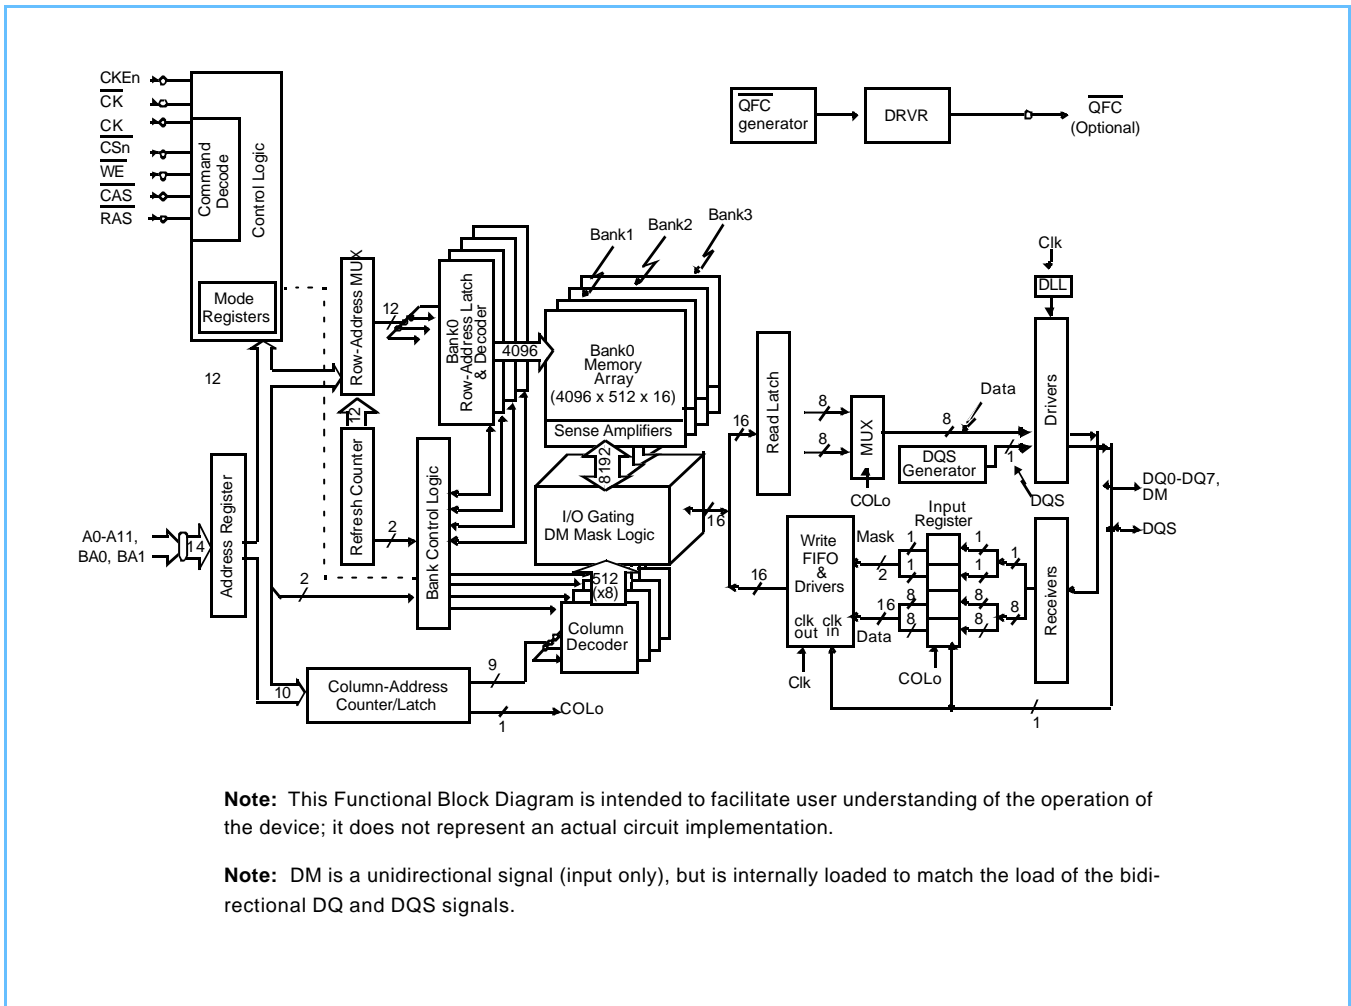 CKEn
CK
CK
CSn
WE
CAS
RAS
Command
Decode
Control Logic
Mode
Registers
QFC
generator
DRVR
QFC
(Optional)
Row-Address MUX
12
12
12
Refresh Counter
2
Bank0
Row-Address Latch
& Decoder
4096
Bank1
Bank2
Bank3
Bank0
Memory
Array
(4096 x 512 x 16)
Sense Amplifiers
8192
I/O Gating
DM Mask Logic
16
Bank Control Logic
512
(x8)
Column
Decoder
A0-A11,
BA0, BA1
14
Address Register
2
10
Column-Address
Counter/Latch
9
1
COLo
16
Read Latch
8
8
MUX
COLo
8
Data
DQS
Generator
1
DQS
Clk
DLL
Drivers
DQ0-DQ7,
DM
DQS
16
Write
FIFO
&
Drivers
clk clk
out in
Clk
Mask
2
16
Data
Input
Register
1
1
1
1
1
8
8
8
8
8
COLo
Receivers
1
Note: This Functional Block Diagram is intended to facilitate user understanding of the operation of
the device; it does not represent an actual circuit implementation.
Note: DM is a unidirectional signal (input only), but is internally loaded to match the load of the bidi-
rectional DQ and DQS signals.